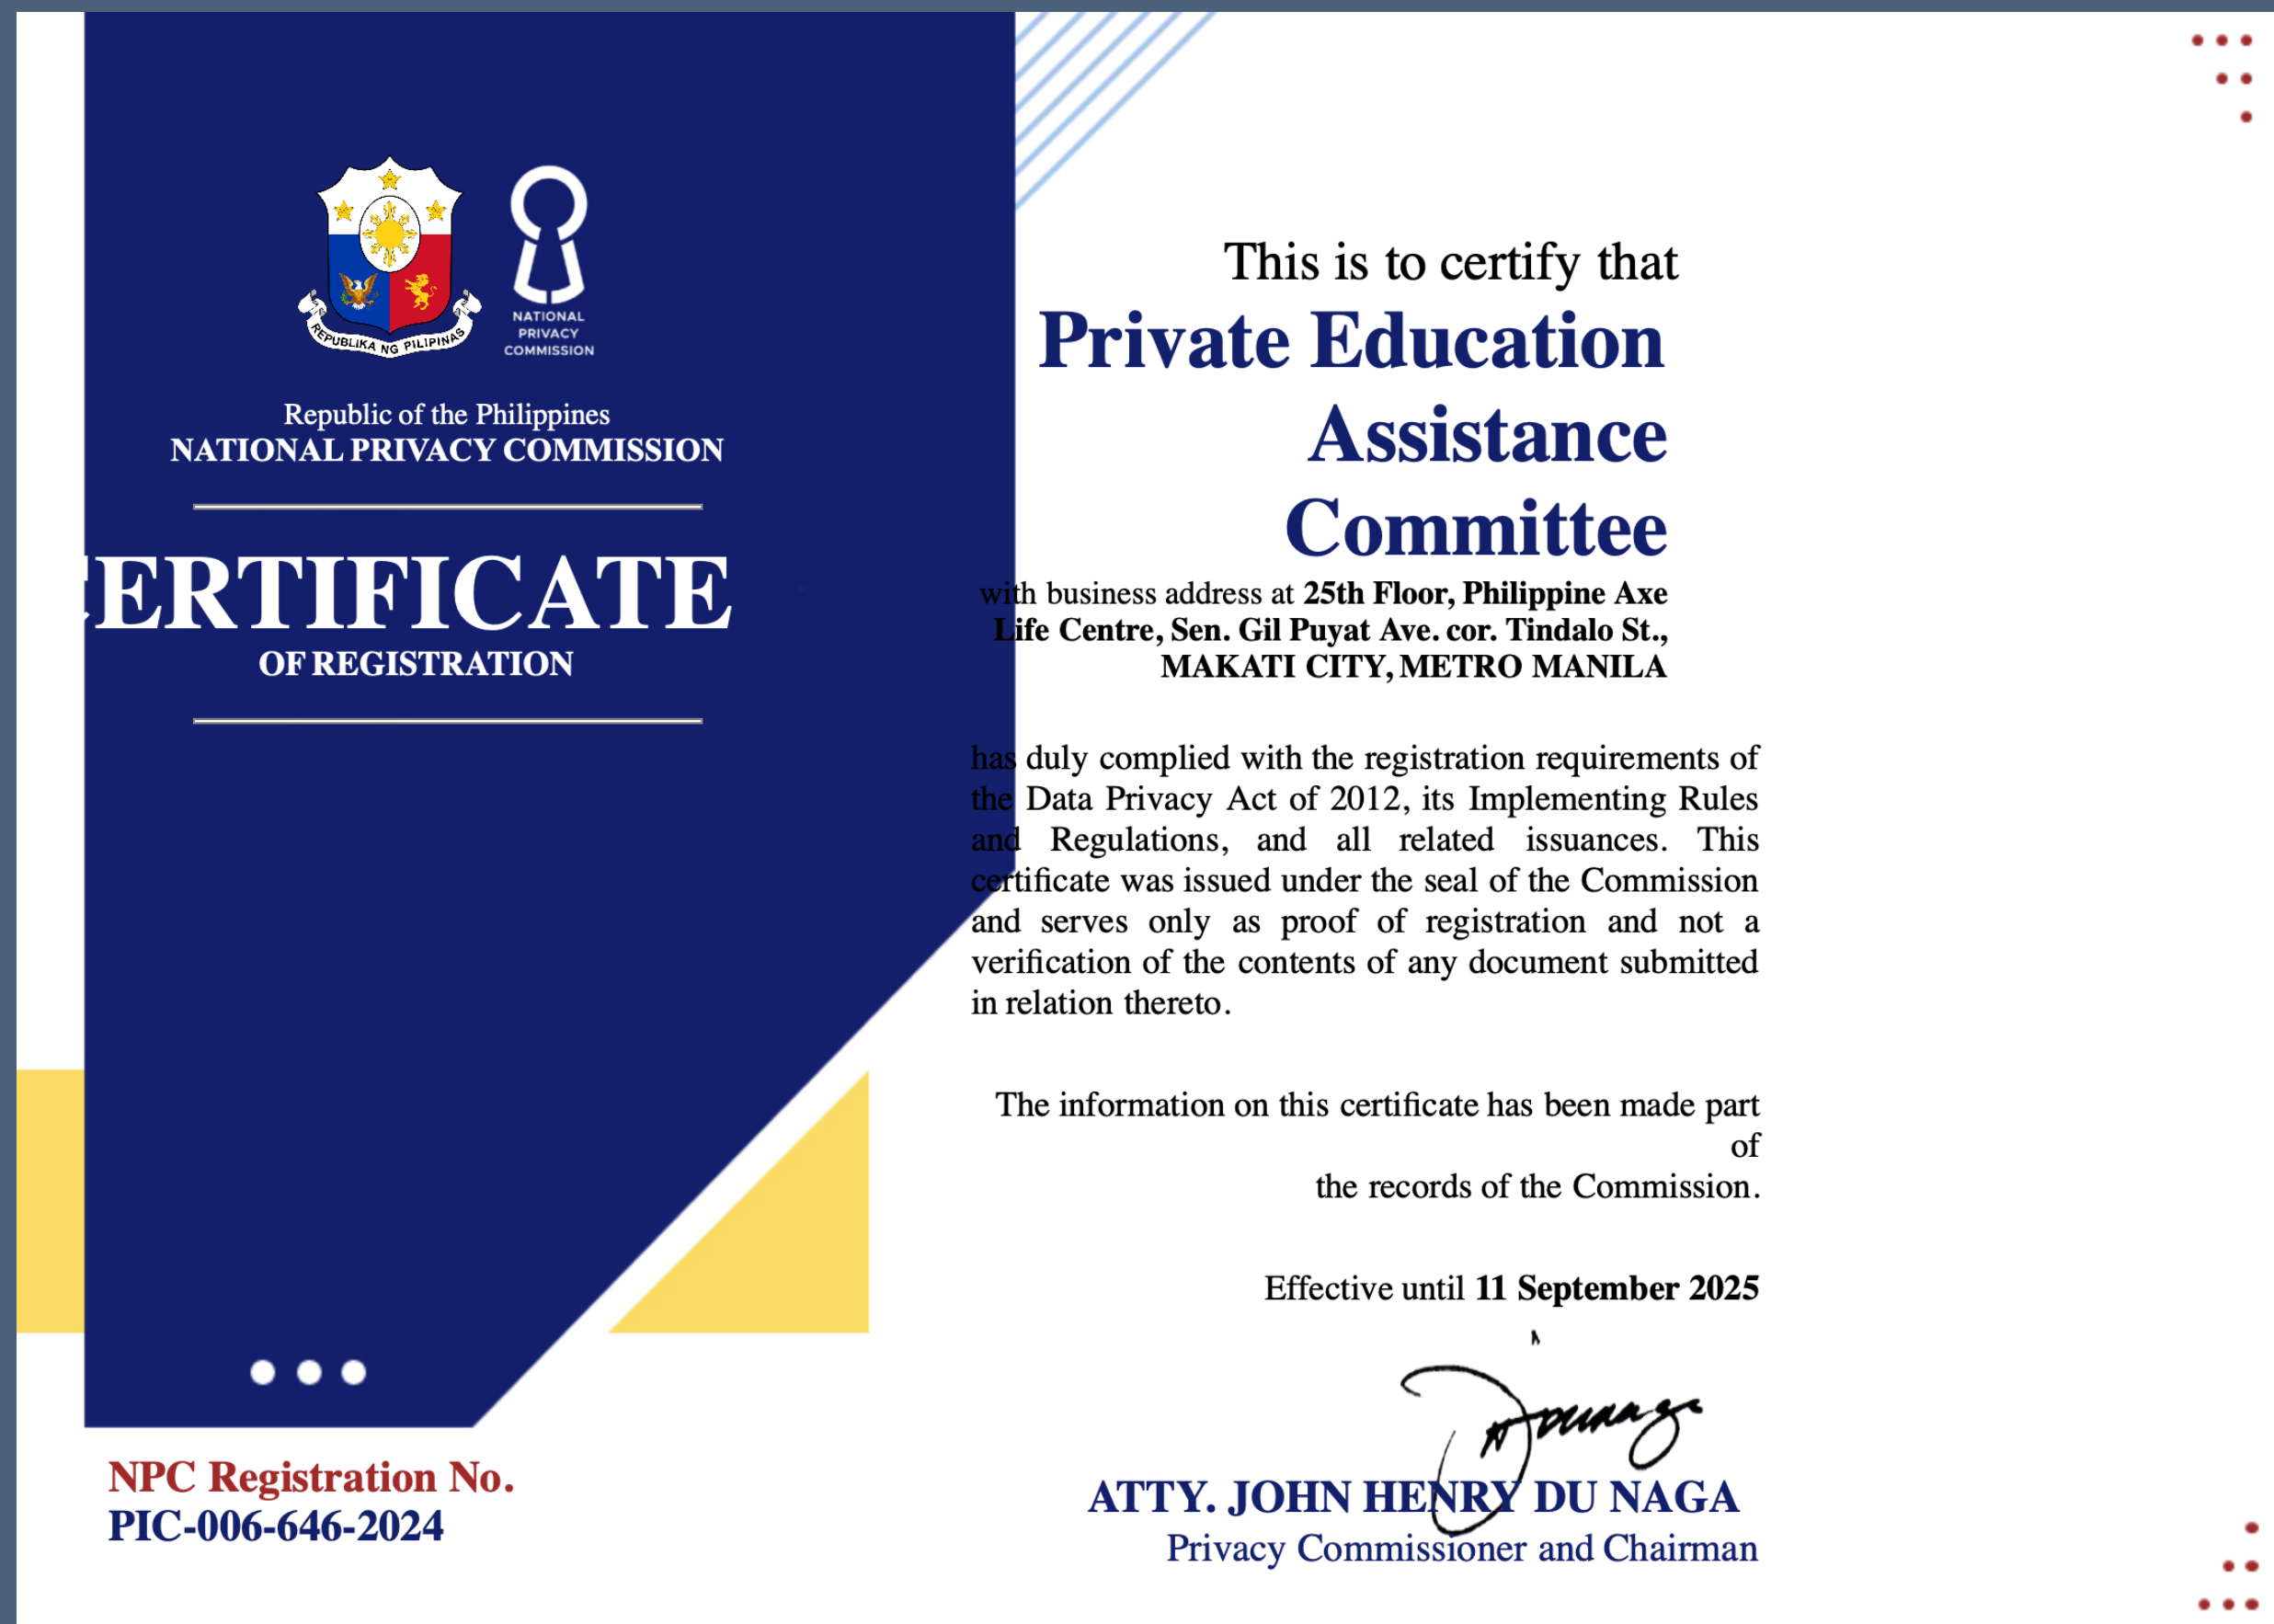 REPUBLIKA NG PILIPINAS
NATIONAL
PRIVACY
COMMISSION
Republic of the Philippines
NATIONAL PRIVACY COMMISSION
CERTIFICATE
OF REGISTRATION
NPC Registration No.
PIC-006-646-2024
This is to certify that
Private Education
Assistance
Committee
with business address at 25th Floor, Philippine Axe
Life Centre, Sen. Gil Puyat Ave. cor. Tindalo St.,
MAKATI CITY, METRO MANILA
has duly complied with the registration requirements of
the Data Privacy Act of 2012, its Implementing Rules
and Regulations, and all related issuances. This
certificate was issued under the seal of the Commission
and serves only as proof of registration and not a
verification of the contents of any document submitted
in relation thereto.
The information on this certificate has been made part
of
the records of the Commission.
Effective until 11 September 2025
ATTY. JOHN HENRY DU NAGA
Privacy Commissioner and Chairman